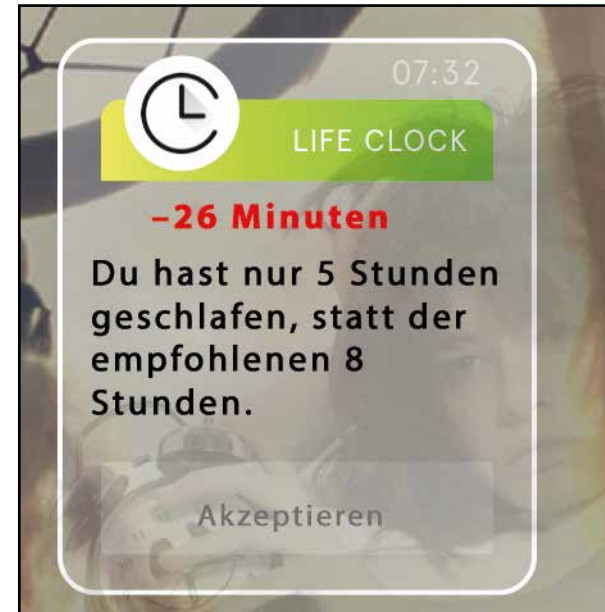 07:32
LIFE CLOCK
–26 Minuten
Du hast nur 5 Stunden
geschlafen, statt der
empfohlenen 8
Stunden.
Akzeptieren